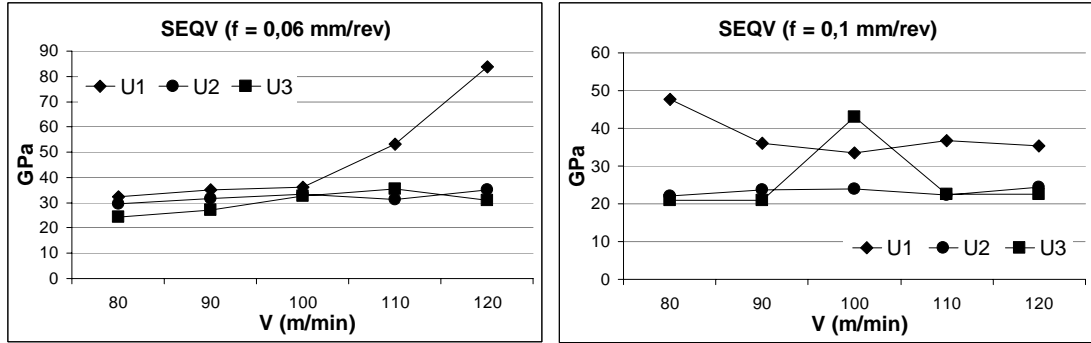 SEQV (f = 0,06 mm/rev)
90
80
70
60
50
40
30
20
10
0
GPa
U1 U2 U3
80 90 100 110 120
V (m/min)
SEQV (f = 0,1 mm/rev)
60
50
40
30
20
10
0
GPa
U1 U2 U3
80 90 100 110 120
V (m/min)